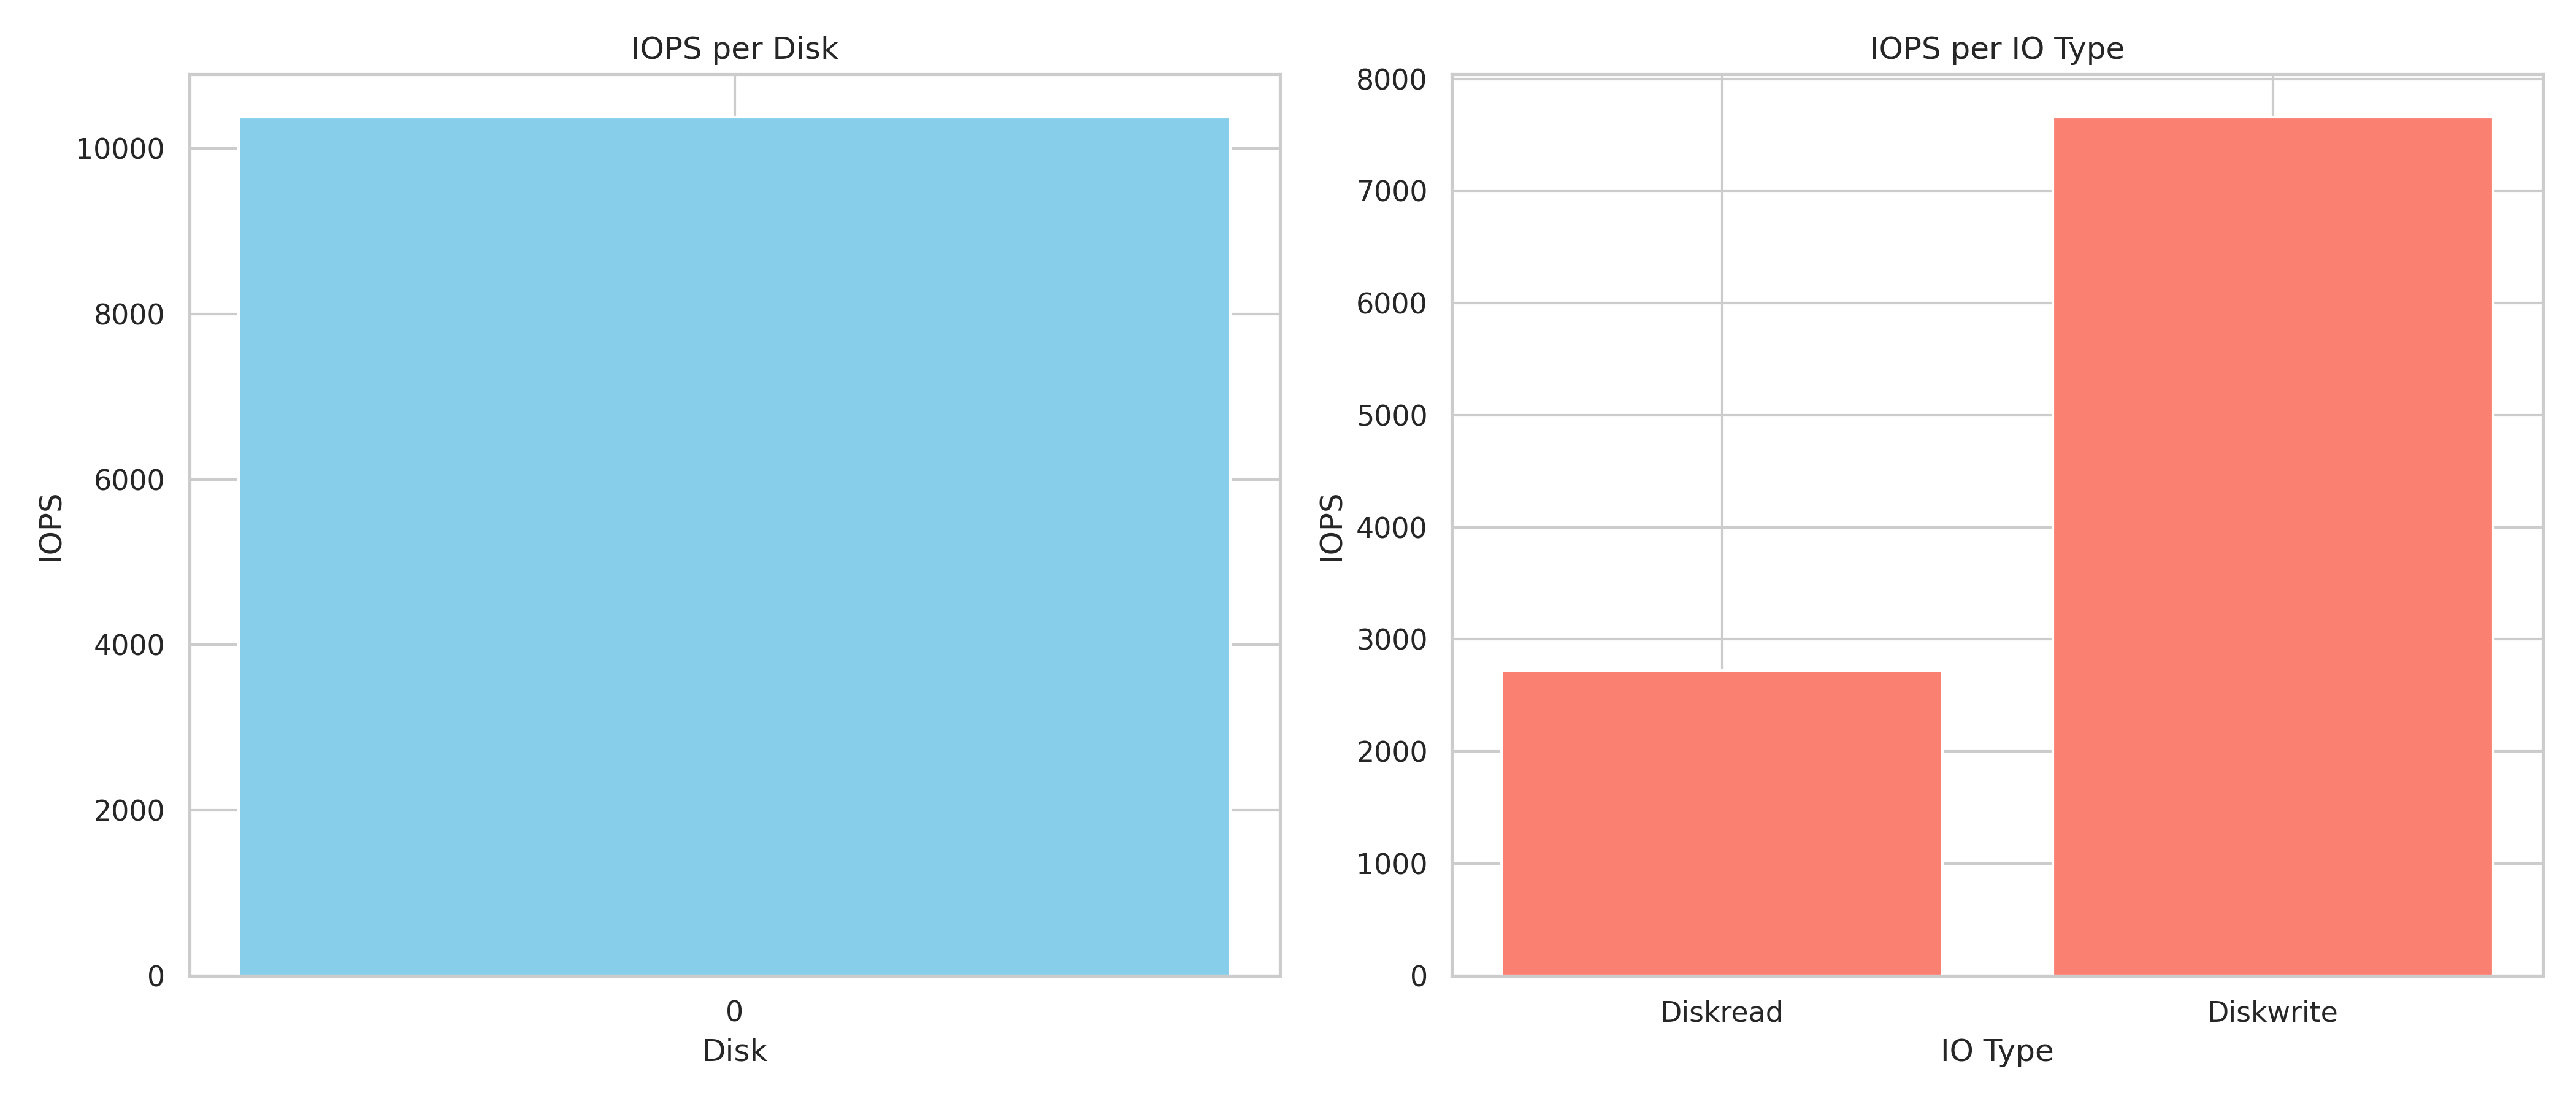 IOPS per Disk
10000
8000
6000
4000
2000
0
IOPS
0
Disk
IOPS per IO Type
8000
7000
6000
5000
4000
3000
2000
1000
0
IOPS
Diskread
Diskwrite
IO Type